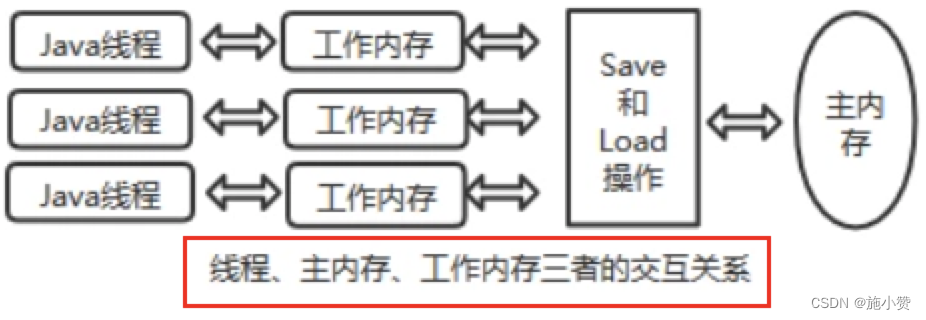 Java线程
工作内存
Java线程
工作内存
Java线程
工作内存
Save
和
Load
操作
主内
存
线程、主内存、工作内存三者的交互关系
CSDN @施小赞